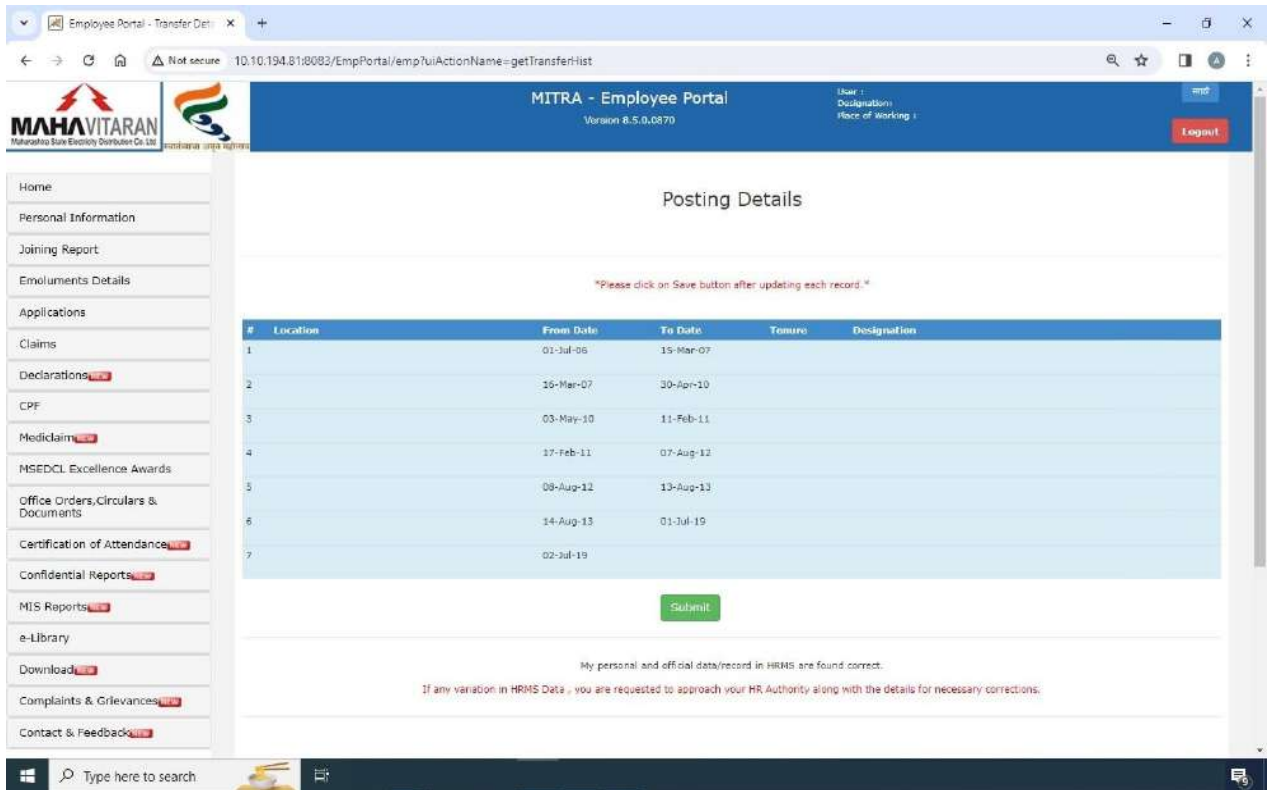 Employee Portal - Transfer Deta
Not secure 10.10.194.81:8083/EmpPortal/emp?uiActionName=getTransferHist
MAHAVITARAN
Maharashtra State Electricity Distribution Co. Ltd
MITRA - Employee Portal
Version 8.5.0.0870
User :
Designation:
Place of Working :
मराठी
Logout
Home
Personal Information
Joining Report
Emoluments Details
Applications
Claims
Declarations
CPF
Mediclaim
MSEDCL Excellence Awards
Office Orders,Circulars &
Documents
Certification of Attendance
Confidential Reports
MIS Reports
e-Library
Download
Complaints & Grievances
Contact & Feedback
Posting Details
*Please click on Save button after updating each record.*
# Location From Date To Date Tenure Designation
1 01-Jul-06 15-Mar-07
2 16-Mar-07 30-Apr-10
3 03-May-10 11-Feb-11
4 17-Feb-11 07-Aug-12
5 08-Aug-12 13-Aug-13
6 14-Aug-13 01-Jul-19
7 02-Jul-19
Submit
My personal and official data/record in HRMS are found correct.
If any variation in HRMS Data , you are requested to approach your HR Authority along with the details for necessary corrections.
Type here to search